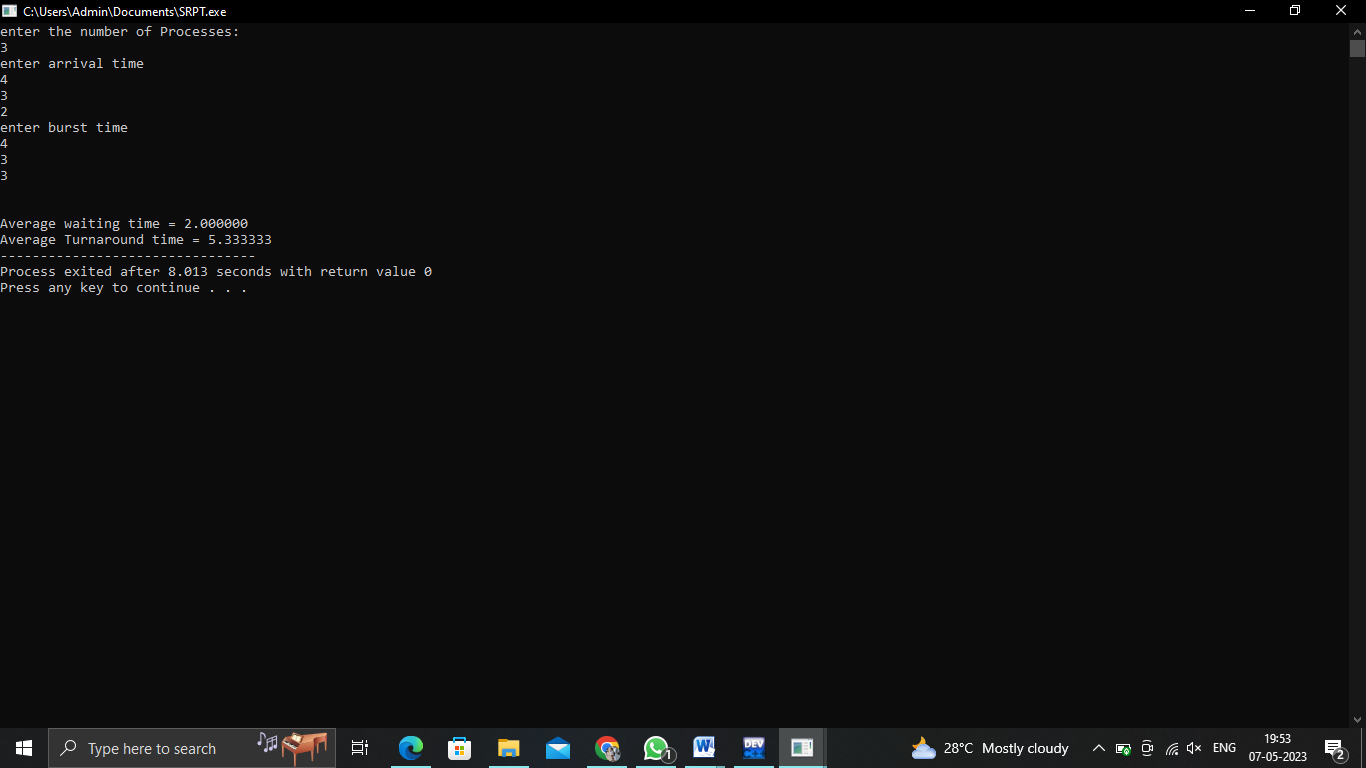 C:\Users\Admin\Documents\SRPT.exe
enter the number of Processes:
3
enter arrival time
4
3
2
enter burst time
4
3
3
Average waiting time = 2.000000
Average Turnaround time = 5.333333
--------------------------------
Process exited after 8.013 seconds with return value 0
Press any key to continue . . .
Type here to search
1
W
DEV
28°C Mostly cloudy
ENG
19:53
07-05-2023
2